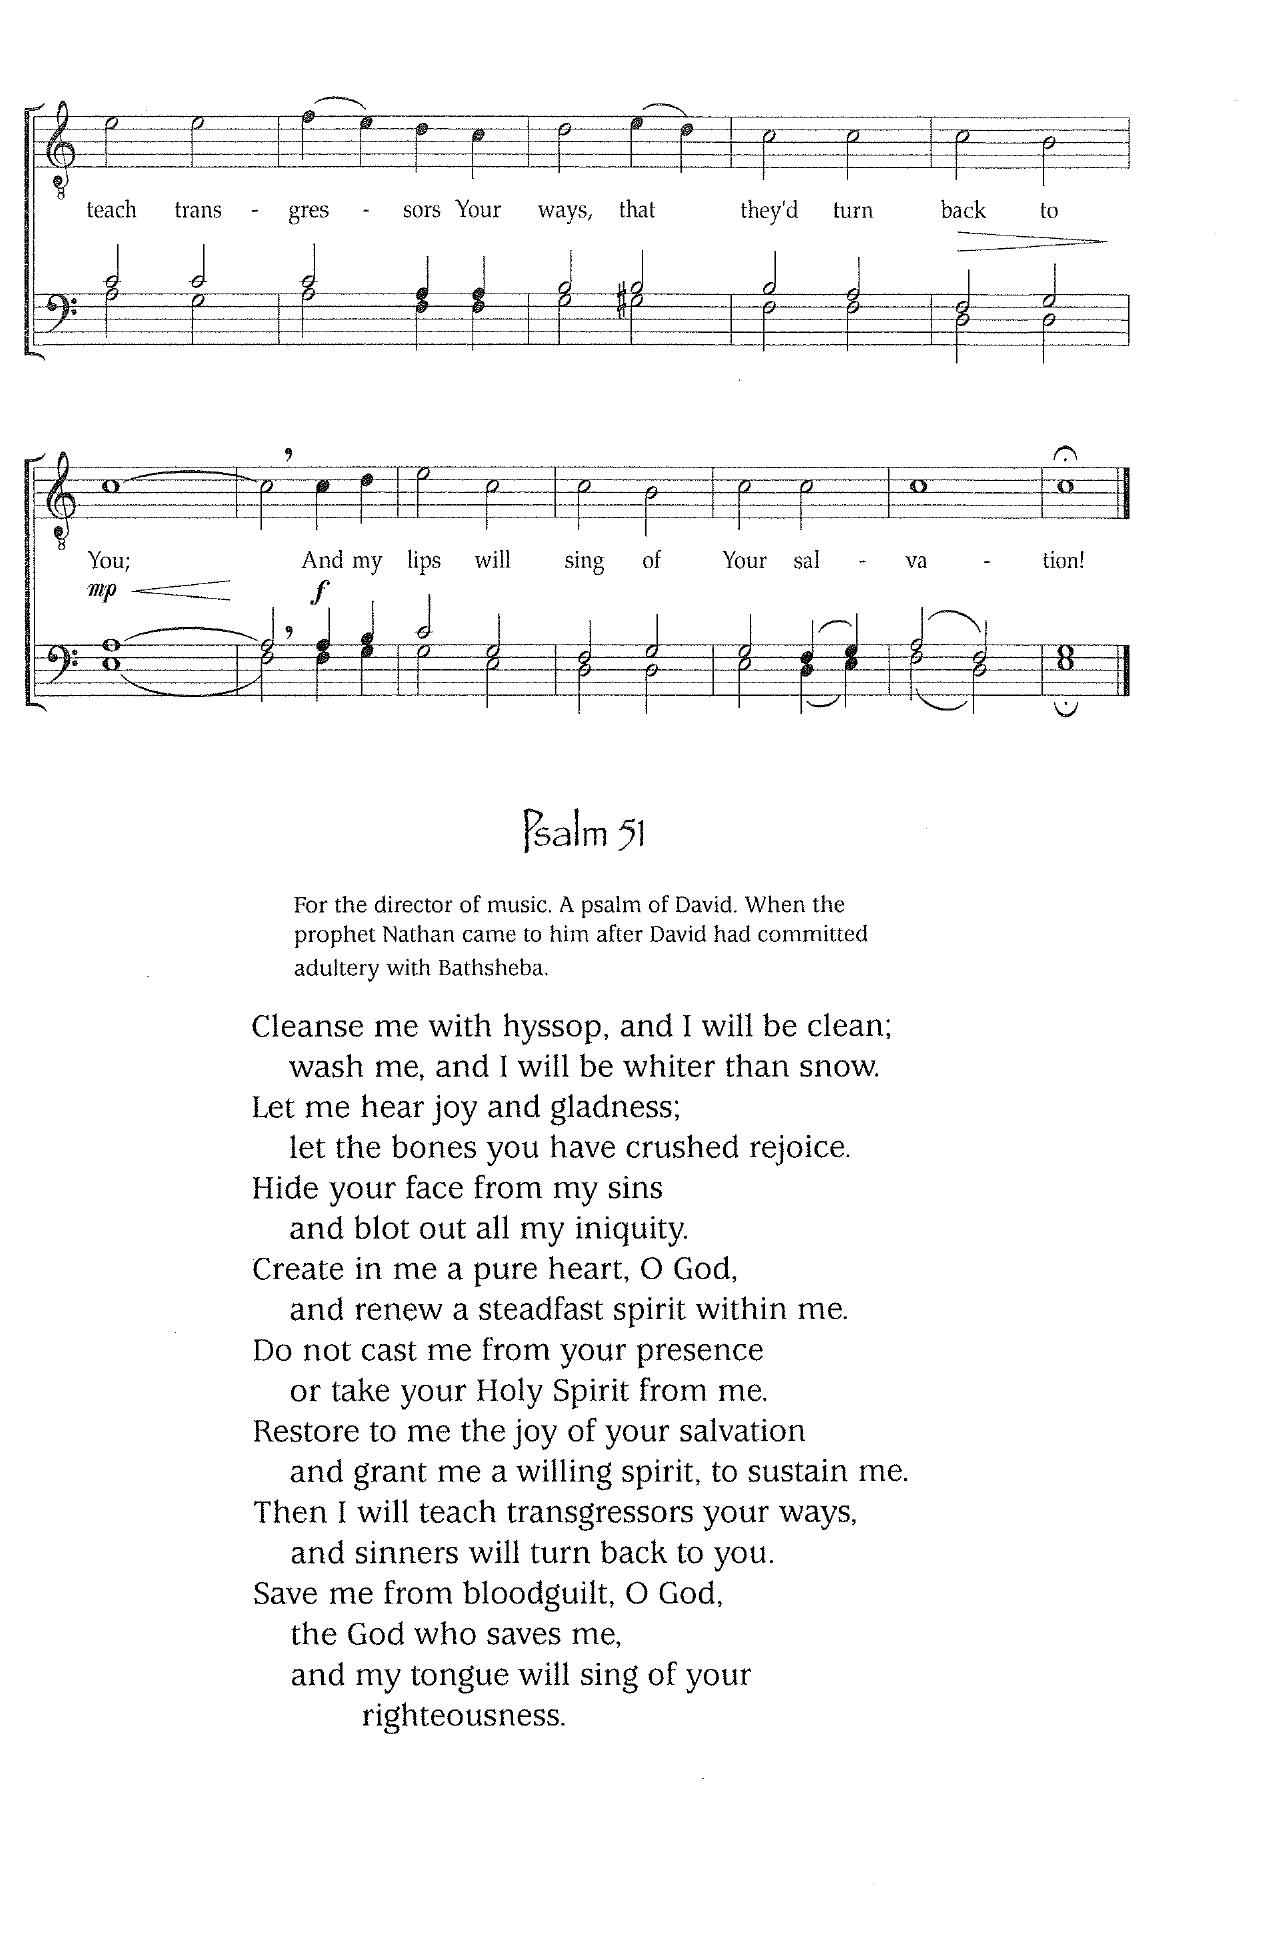 teach trans - gres - sors Your ways, that they'd turn back to
You; And my lips will sing of Your sal - va - tion!
mp f
Psalm 51
For the director of music. A psalm of David. When the
prophet Nathan came to him after David had committed
adultery with Bathsheba.
Cleanse me with hyssop, and I will be clean;
wash me, and I will be whiter than snow.
Let me hear joy and gladness;
let the bones you have crushed rejoice.
Hide your face from my sins
and blot out all my iniquity.
Create in me a pure heart, O God,
and renew a steadfast spirit within me.
Do not cast me from your presence
or take your Holy Spirit from me.
Restore to me the joy of your salvation
and grant me a willing spirit, to sustain me.
Then I will teach transgressors your ways,
and sinners will turn back to you.
Save me from bloodguilt, O God,
the God who saves me,
and my tongue will sing of your
righteousness.